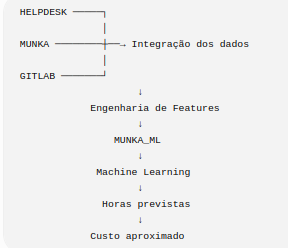 HELPDESK
MUNKA → Integração dos dados
GITLAB
↓
Engenharia de Features
↓
MUNKA_ML
↓
Machine Learning
↓
Horas previstas
↓
Custo aproximado